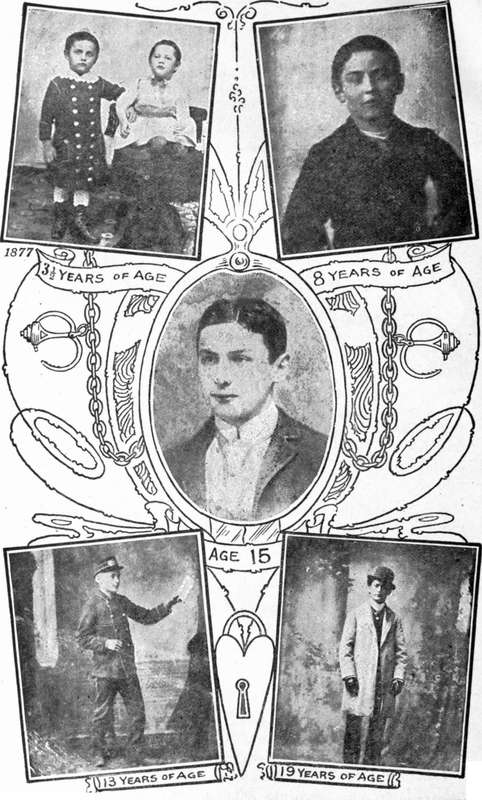 1877
3½ YEARS OF AGE
8 YEARS OF AGE
AGE 15
13 YEARS OF AGE
19 YEARS OF AGE